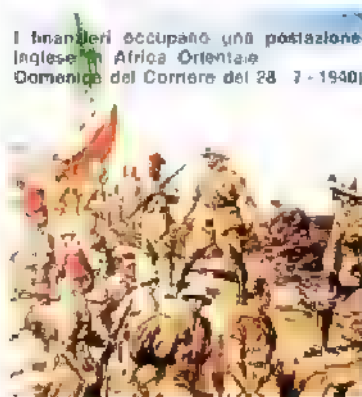 I finanzieri occupano una postazione
Inglese in Africa Orientale
Domenica del Corriere del 28 7 - 1940)